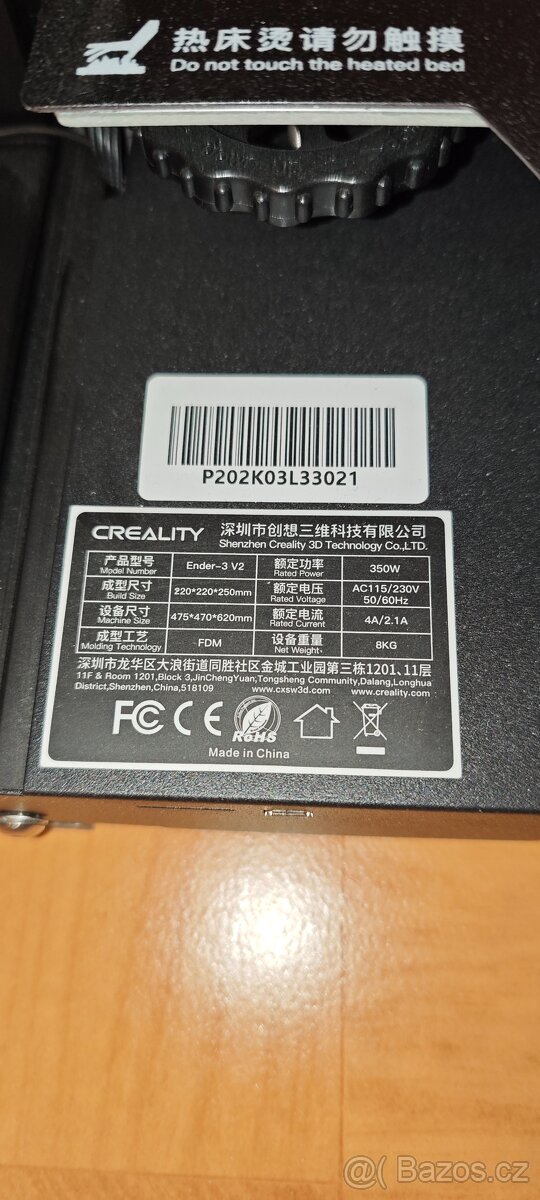 热床烫请勿触摸
Do not touch the heated bed
P202K03L33021
CREALITY 深圳市创想三维科技有限公司
Shenzhen Creality 3D Technology Co.,LTD.
产品型号 Ender-3 V2 额定功率 350W
Model Number Rated Power
成型尺寸 220*220*250mm 额定电压 AC115/230V
Build Size Rated Voltage 50/60Hz
设备尺寸 475*470*620mm 额定电流 4A/2.1A
Machine Size Rated Current
成型工艺 FDM 设备重量 8KG
Molding Technology Net Weight
深圳市龙华区大浪街道同胜社区金城工业园第三栋1201、11层
11F & Room 1201,Block 3,JinChengYuan,Tongsheng Community,Dalang,Longhua
District,Shenzhen,China,518109 www.cxsw3d.com www.creality.com
FC CE RoHS
Made in China
@ Bazos.cz